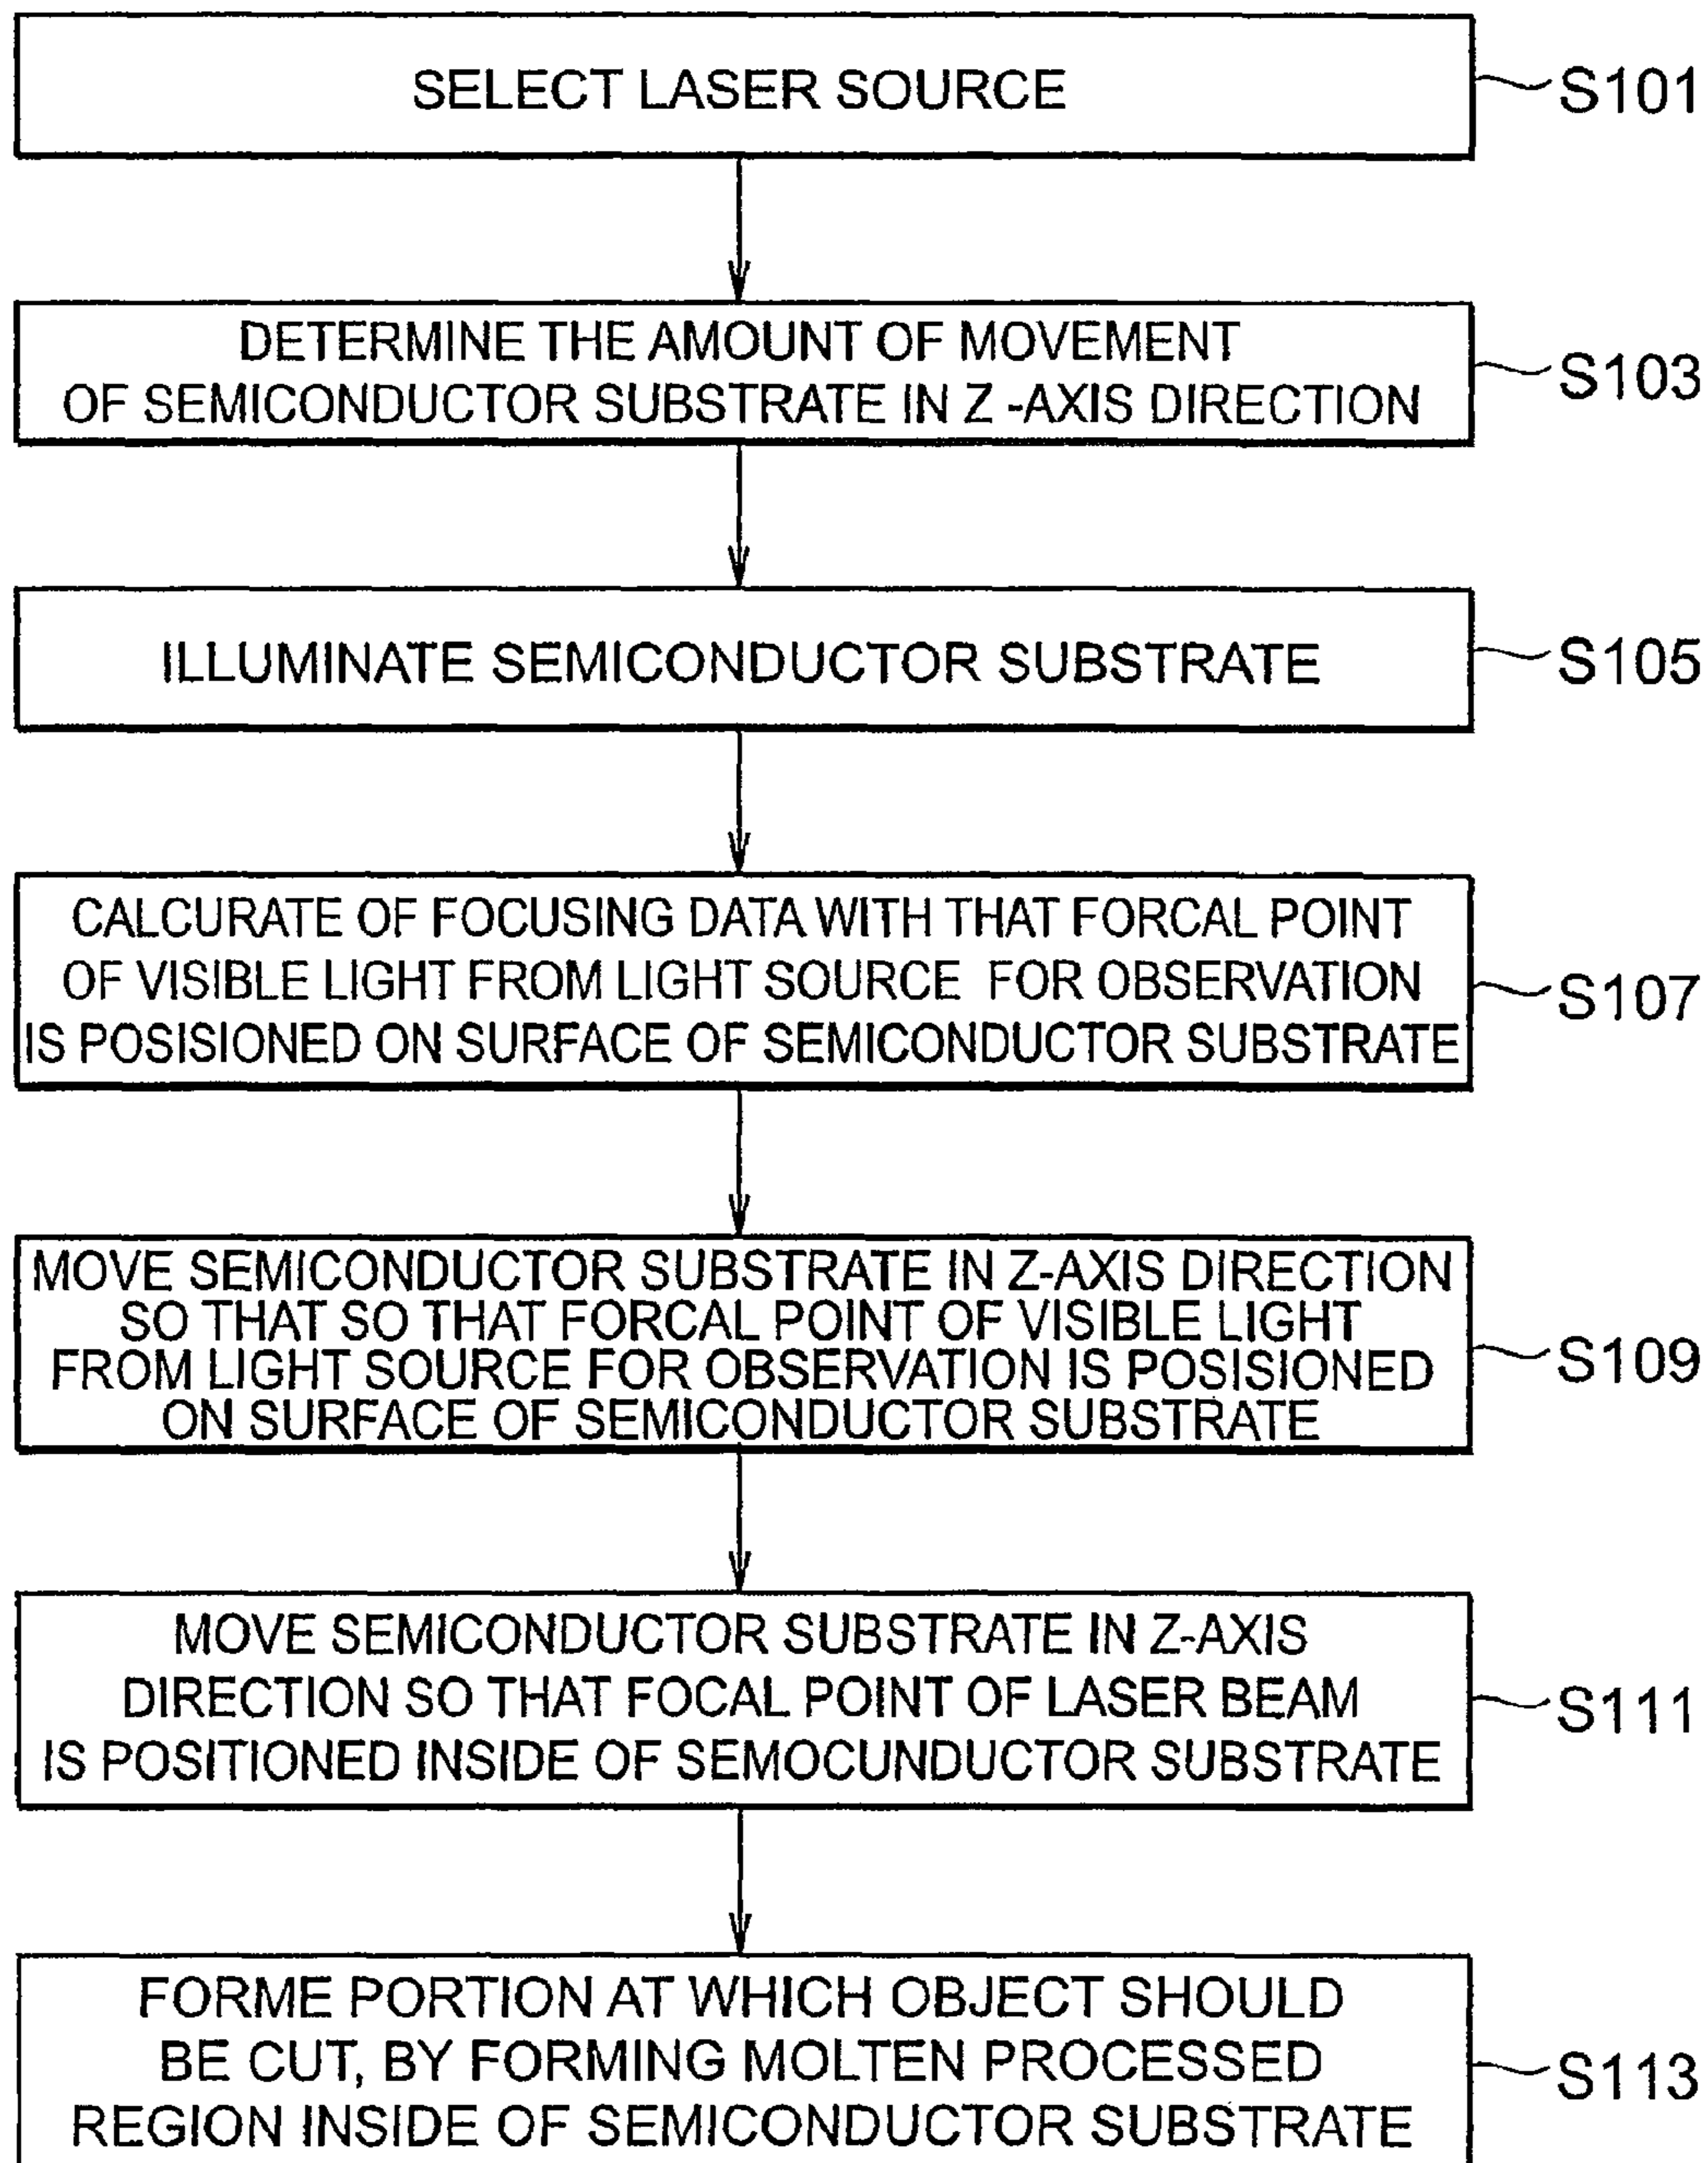 SELECT LASER SOURCE
S101
DETERMINE THE AMOUNT OF MOVEMENT
OF SEMICONDUCTOR SUBSTRATE IN Z -AXIS DIRECTION
S103
ILLUMINATE SEMICONDUCTOR SUBSTRATE
S105
CALCURATE OF FOCUSING DATA WITH THAT FORCAL POINT
OF VISIBLE LIGHT FROM LIGHT SOURCE FOR OBSERVATION
IS POSISIONED ON SURFACE OF SEMICONDUCTOR SUBSTRATE
S107
MOVE SEMICONDUCTOR SUBSTRATE IN Z-AXIS DIRECTION
SO THAT SO THAT FORCAL POINT OF VISIBLE LIGHT
FROM LIGHT SOURCE FOR OBSERVATION IS POSISIONED
ON SURFACE OF SEMICONDUCTOR SUBSTRATE
S109
MOVE SEMICONDUCTOR SUBSTRATE IN Z-AXIS
DIRECTION SO THAT FOCAL POINT OF LASER BEAM
IS POSITIONED INSIDE OF SEMOCUNDUCTOR SUBSTRATE
S111
FORME PORTION AT WHICH OBJECT SHOULD
BE CUT, BY FORMING MOLTEN PROCESSED
REGION INSIDE OF SEMICONDUCTOR SUBSTRATE
S113